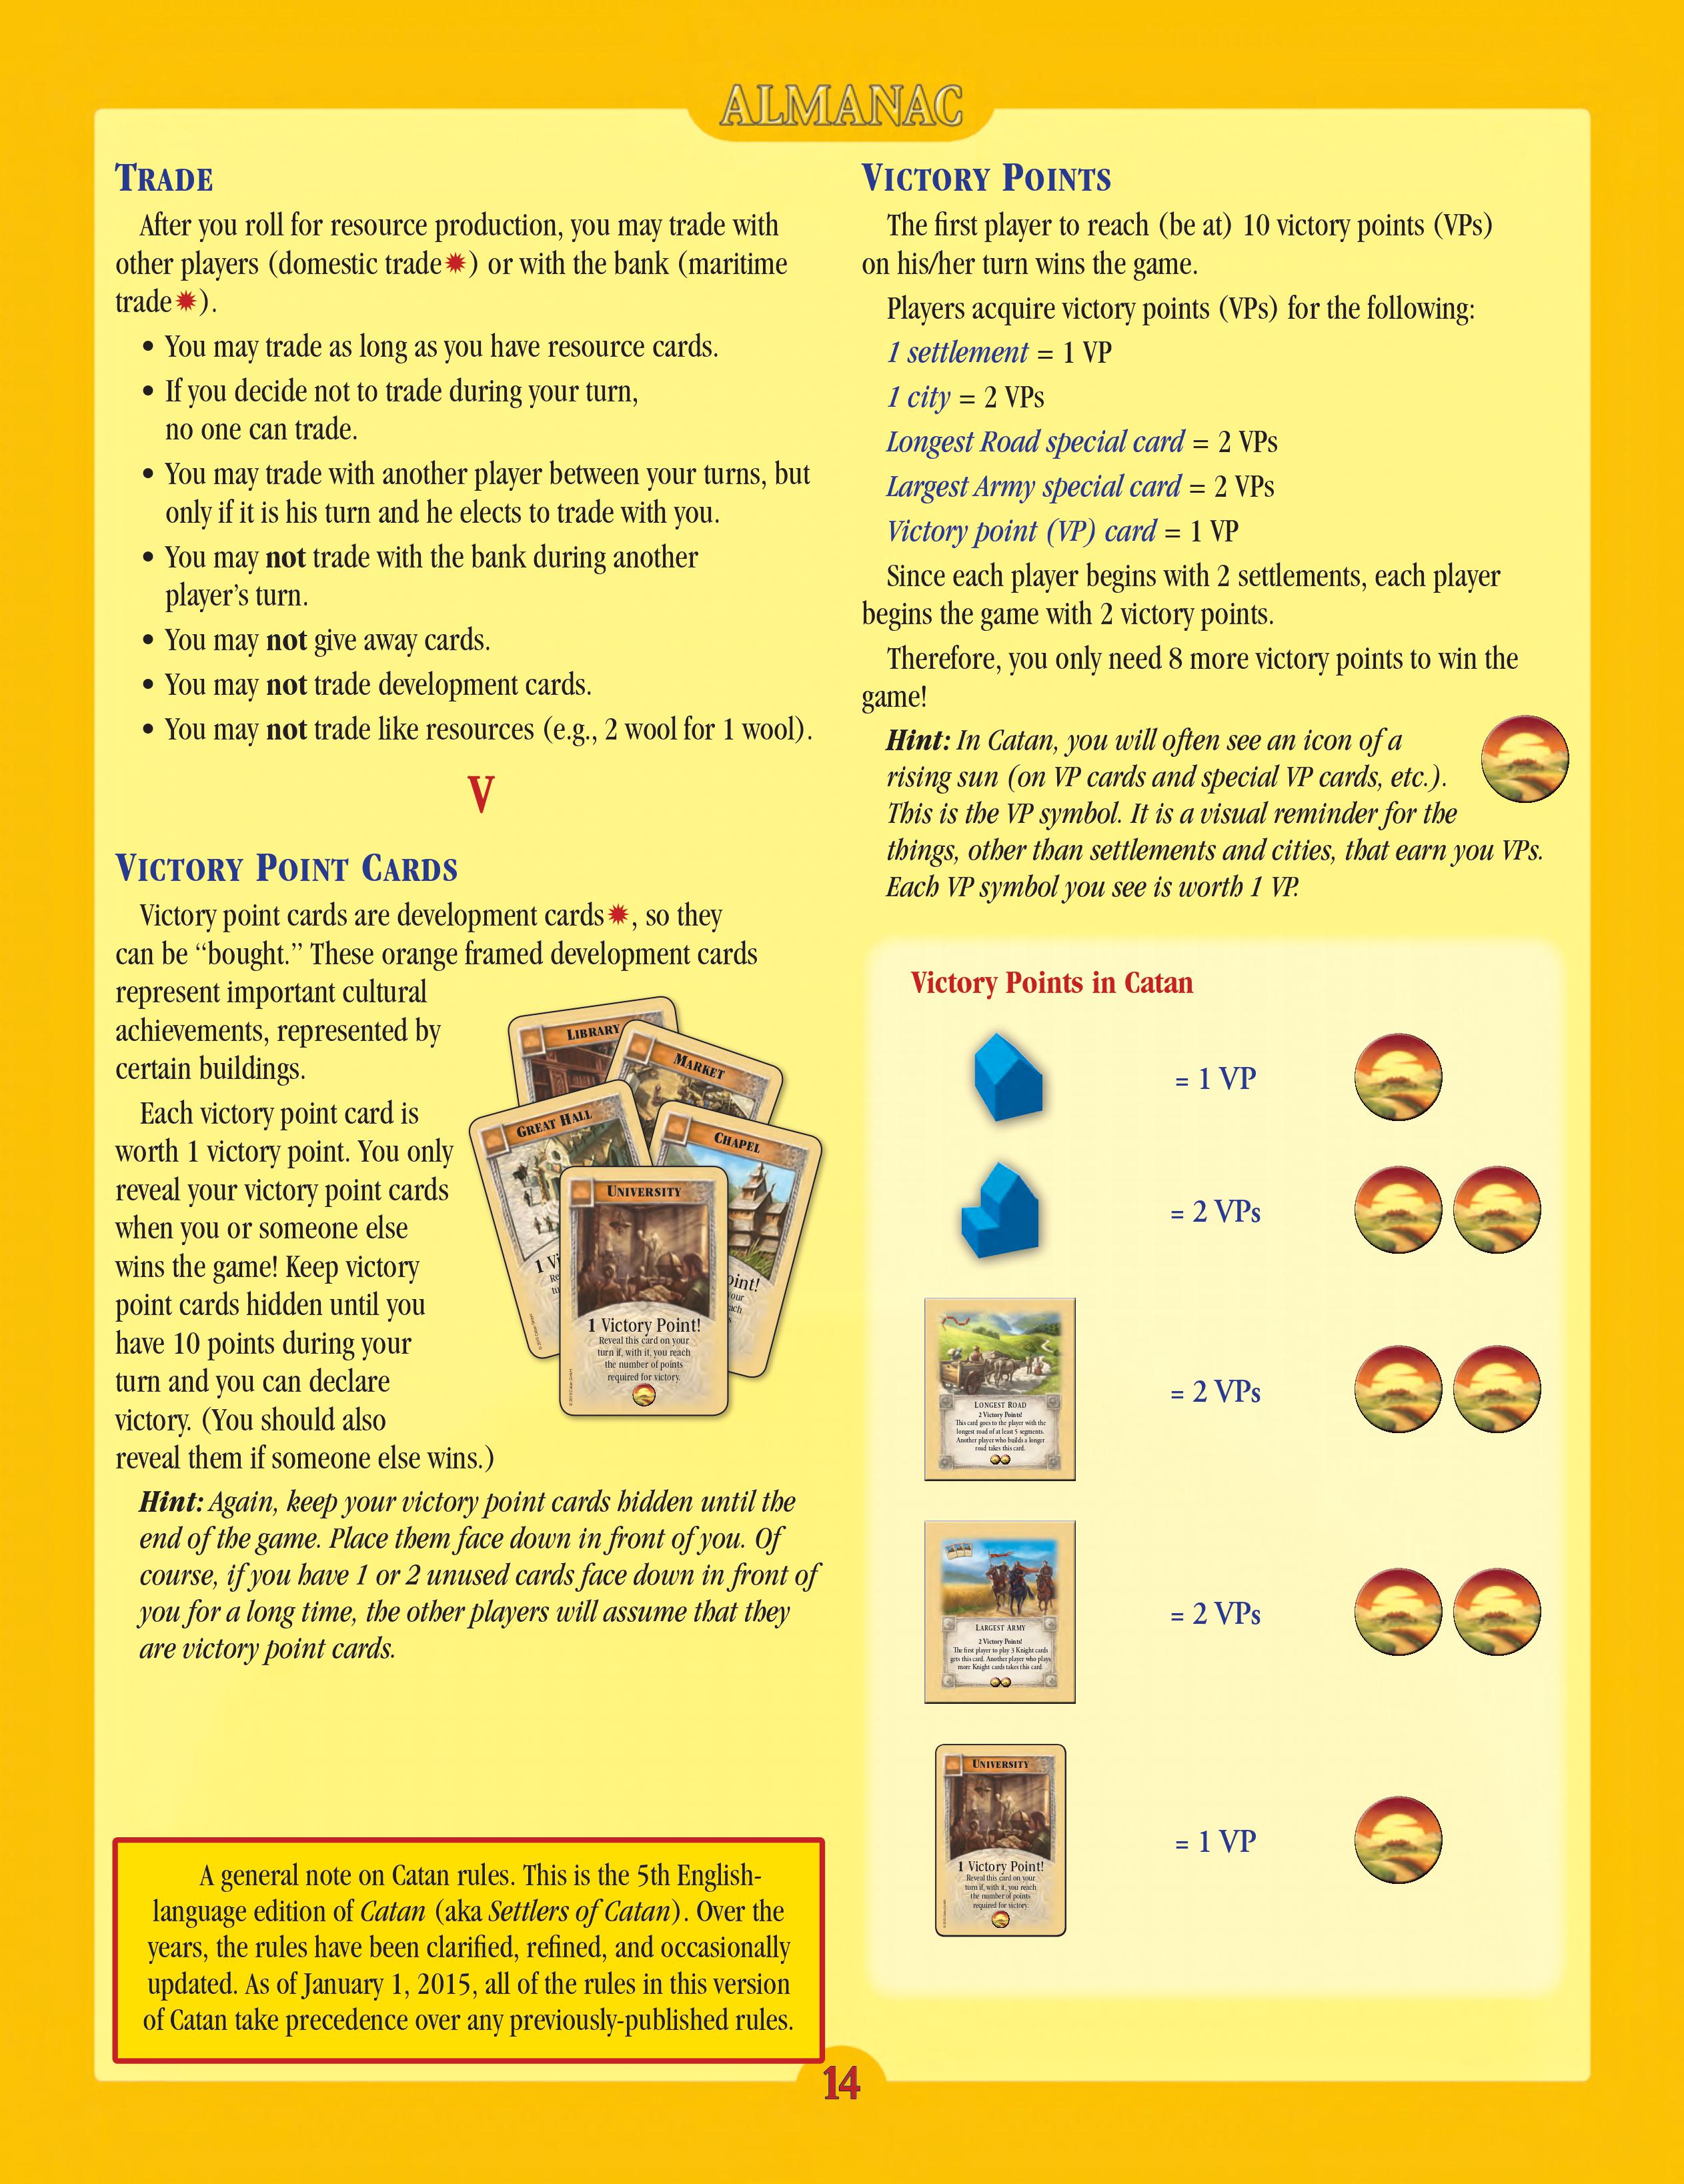 ALMANAC
TRADE
After you roll for resource production, you may trade with
other players (domestic trade✹) or with the bank (maritime
trade✹).
• You may trade as long as you have resource cards.
• If you decide not to trade during your turn,
no one can trade.
• You may trade with another player between your turns, but
only if it is his turn and he elects to trade with you.
• You may not trade with the bank during another
player’s turn.
• You may not give away cards.
• You may not trade development cards.
• You may not trade like resources (e.g., 2 wool for 1 wool).
V
VICTORY POINT CARDS
Victory point cards are development cards✹, so they
can be “bought.” These orange framed development cards
represent important cultural
achievements, represented by
certain buildings.
Each victory point card is
worth 1 victory point. You only
reveal your victory point cards
when you or someone else
wins the game! Keep victory
point cards hidden until you
have 10 points during your
turn and you can declare
victory. (You should also
reveal them if someone else wins.)
LIBRARY
MARKET
GREAT HALL
CHAPEL
UNIVERSITY
1 Victory Point!
Reveal this card on your
turn if, with it, you reach
the number of points
required for victory.
Hint: Again, keep your victory point cards hidden until the
end of the game. Place them face down in front of you. Of
course, if you have 1 or 2 unused cards face down in front of
you for a long time, the other players will assume that they
are victory point cards.
A general note on Catan rules. This is the 5th English-
language edition of Catan (aka Settlers of Catan). Over the
years, the rules have been clarified, refined, and occasionally
updated. As of January 1, 2015, all of the rules in this version
of Catan take precedence over any previously-published rules.
VICTORY POINTS
The first player to reach (be at) 10 victory points (VPs)
on his/her turn wins the game.
Players acquire victory points (VPs) for the following:
1 settlement = 1 VP
1 city = 2 VPs
Longest Road special card = 2 VPs
Largest Army special card = 2 VPs
Victory point (VP) card = 1 VP
Since each player begins with 2 settlements, each player
begins the game with 2 victory points.
Therefore, you only need 8 more victory points to win the
game!
Hint: In Catan, you will often see an icon of a
rising sun (on VP cards and special VP cards, etc.).
This is the VP symbol. It is a visual reminder for the
things, other than settlements and cities, that earn you VPs.
Each VP symbol you see is worth 1 VP.
Victory Points in Catan
= 1 VP
= 2 VPs
LONGEST ROAD
2 Victory Points!
This card goes to the player with the
longest road of at least 5 segments.
Another player who builds a longer
road takes this card.
= 2 VPs
LARGEST ARMY
2 Victory Points!
The first player to play 3 Knight cards
gets this card. Another player who plays
more Knight cards takes this card.
= 2 VPs
UNIVERSITY
1 Victory Point!
Reveal this card on your
turn if, with it, you reach
the number of points
required for victory.
= 1 VP
14